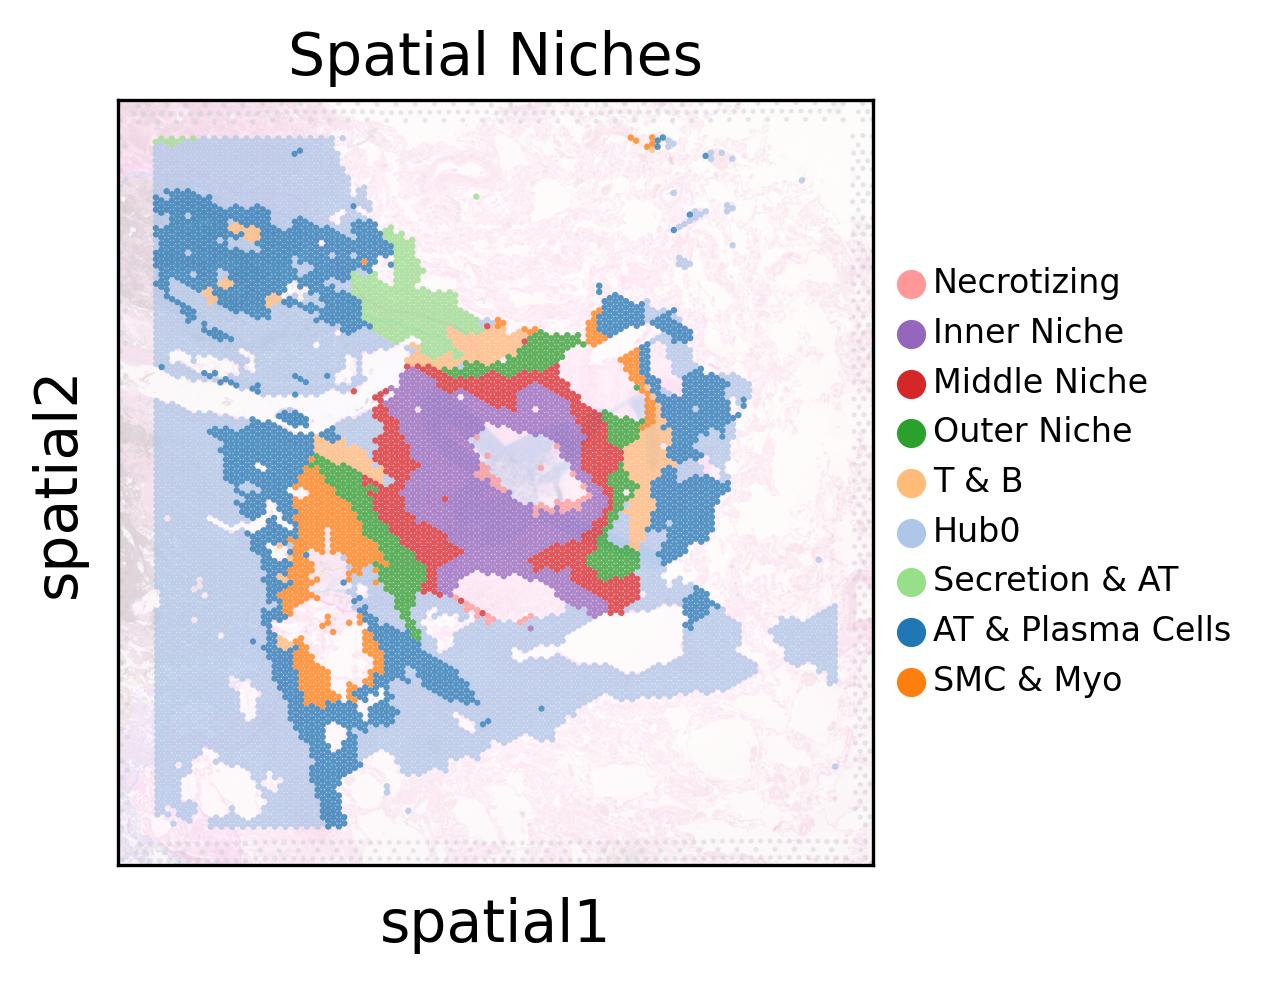 Spatial Niches
spatial2
spatial1
Necrotizing
Inner Niche
Middle Niche
Outer Niche
T & B
Hub0
Secretion & AT
AT & Plasma Cells
SMC & Myo